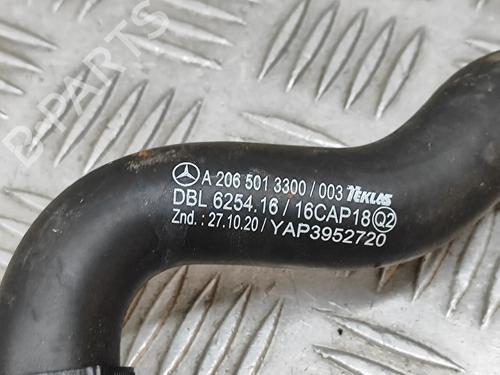 B-PARTS
A 206 501 3300 / 003 TEKLAS
DBL 6254.16 / 16CAP18 Q2
Znd. : 27.10.20 / YAP3952720